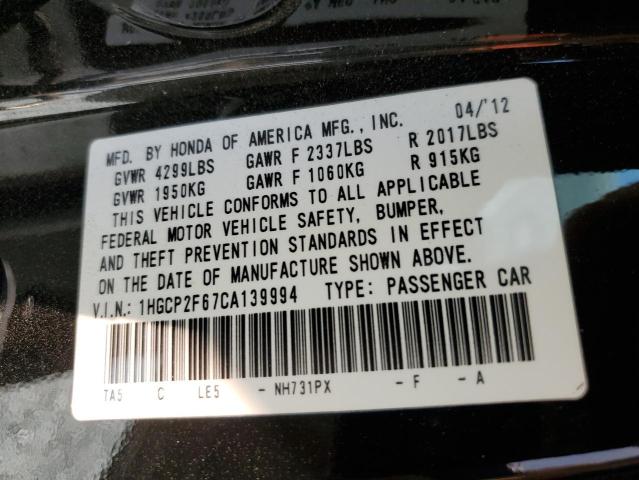 MFD. BY HONDA OF AMERICA MFG., INC. 04/'12
GVWR 4299LBS GAWR F 2337LBS R 2017LBS
GVWR 1950KG GAWR F 1060KG R 915KG
THIS VEHICLE CONFORMS TO ALL APPLICABLE
FEDERAL MOTOR VEHICLE SAFETY, BUMPER,
AND THEFT PREVENTION STANDARDS IN EFFECT
ON THE DATE OF MANUFACTURE SHOWN ABOVE.
V.I.N.: 1HGCP2F67CA139994 TYPE: PASSENGER CAR
TA5 C LE5 - NH731PX - F - A